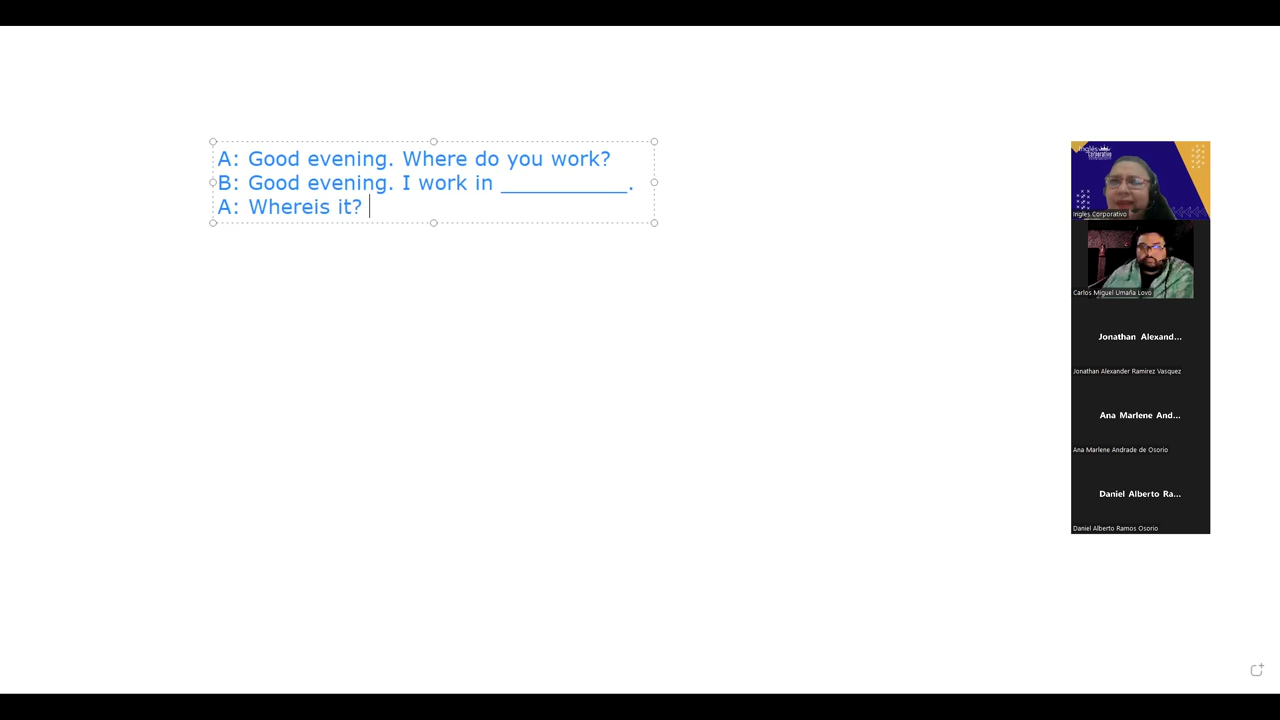 A: Good evening. Where do you work?
B: Good evening. I work in ____________.
A: Whereis it?
Inglés
Corporativo
Ingles Corporativo
Carlos Miguel Umaña Lovo
Jonathan Alexand...
Jonathan Alexander Ramirez Vasquez
Ana Marlene And...
Ana Marlene Andrade de Osorio
Daniel Alberto Ra...
Daniel Alberto Ramos Osorio